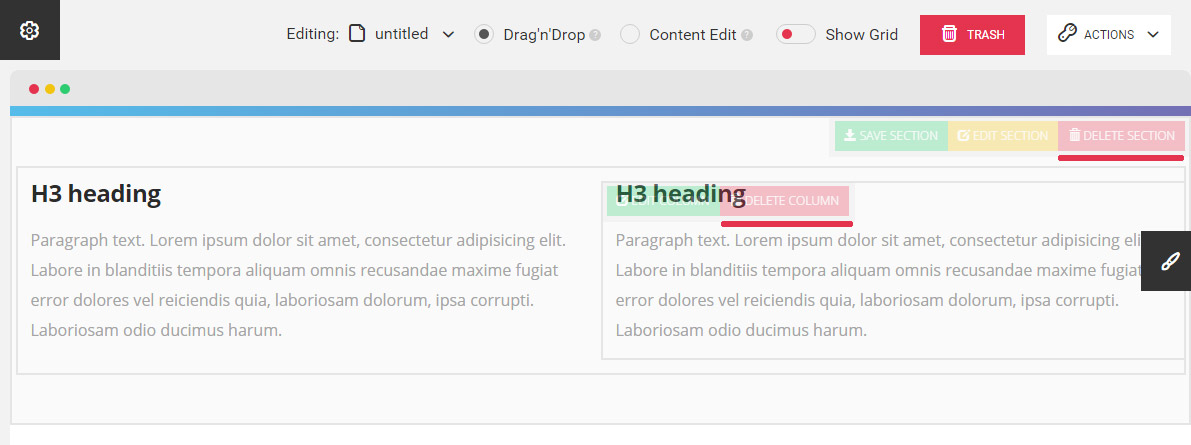 Editing: untitled Drag'n'Drop ? Content Edit ? Show Grid TRASH ACTIONS
SAVE SECTION EDIT SECTION DELETE SECTION
H3 heading
Paragraph text. Lorem ipsum dolor sit amet, consectetur adipisicing elit.
Labore in blanditiis tempora aliquam omnis recusandae maxime fugiat
error dolores vel reiciendis quia, laboriosam dolorum, ipsa corrupti.
Laboriosam odio ducimus harum.
H3 heading
COLUMN DELETE COLUMN
Paragraph text. Lorem ipsum dolor sit amet, consectetur adipisicing eli
Labore in blanditiis tempora aliquam omnis recusandae maxime fugiat
error dolores vel reiciendis quia, laboriosam dolorum, ipsa corrupti.
Laboriosam odio ducimus harum.